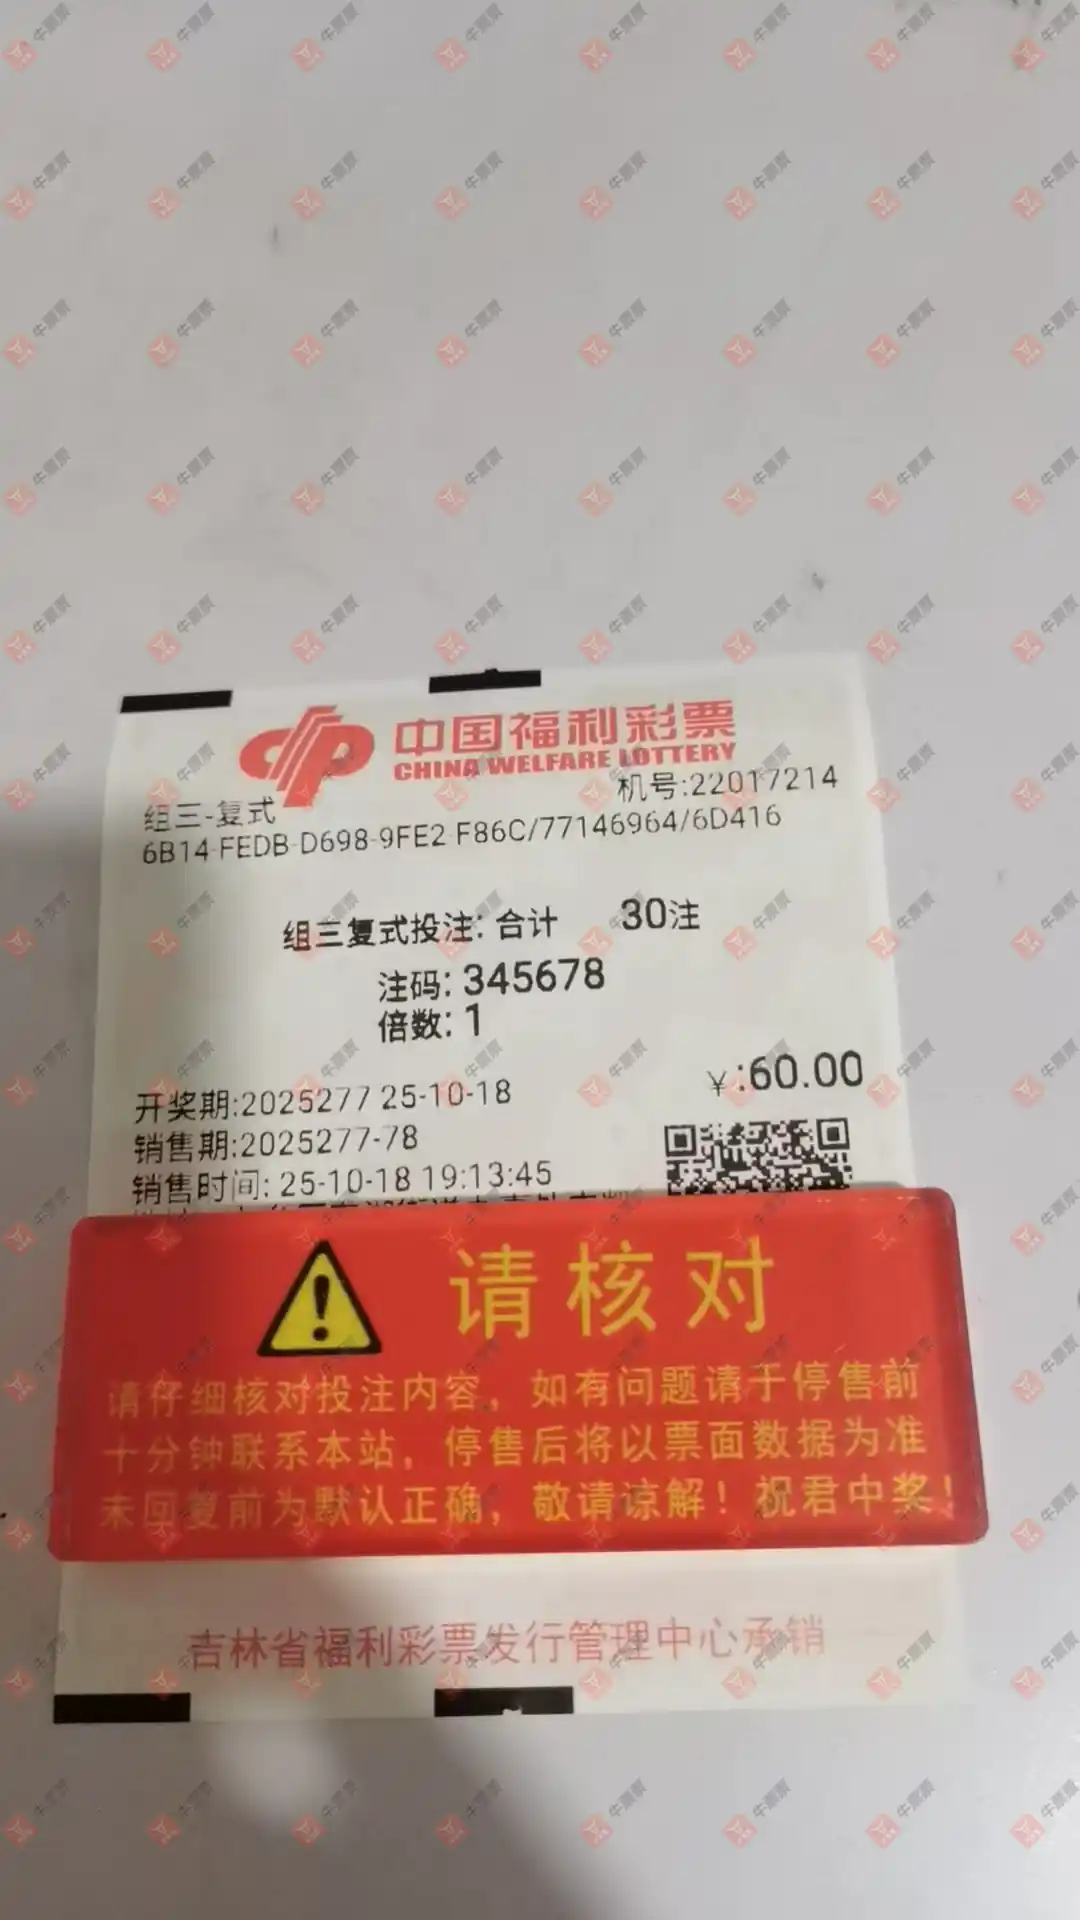 中国福利彩票
CHINA WELFARE LOTTERY
机号:22017214
组三-复式
6B14-FEDB-D698-9FE2-F86C/77146964/6D416
组三复式投注: 合计 30注
注码: 345678
倍数: 1
¥:60.00
开奖期:2025277 25-10-18
销售期:2025277-78
销售时间: 25-10-18 19:13:45
请核对
请仔细核对投注内容，如有问题请于停售前
十分钟联系本站，停售后将以票面数据为准
未回复前为默认正确，敬请谅解！祝君中奖！
吉林省福利彩票发行管理中心承销
牛票票